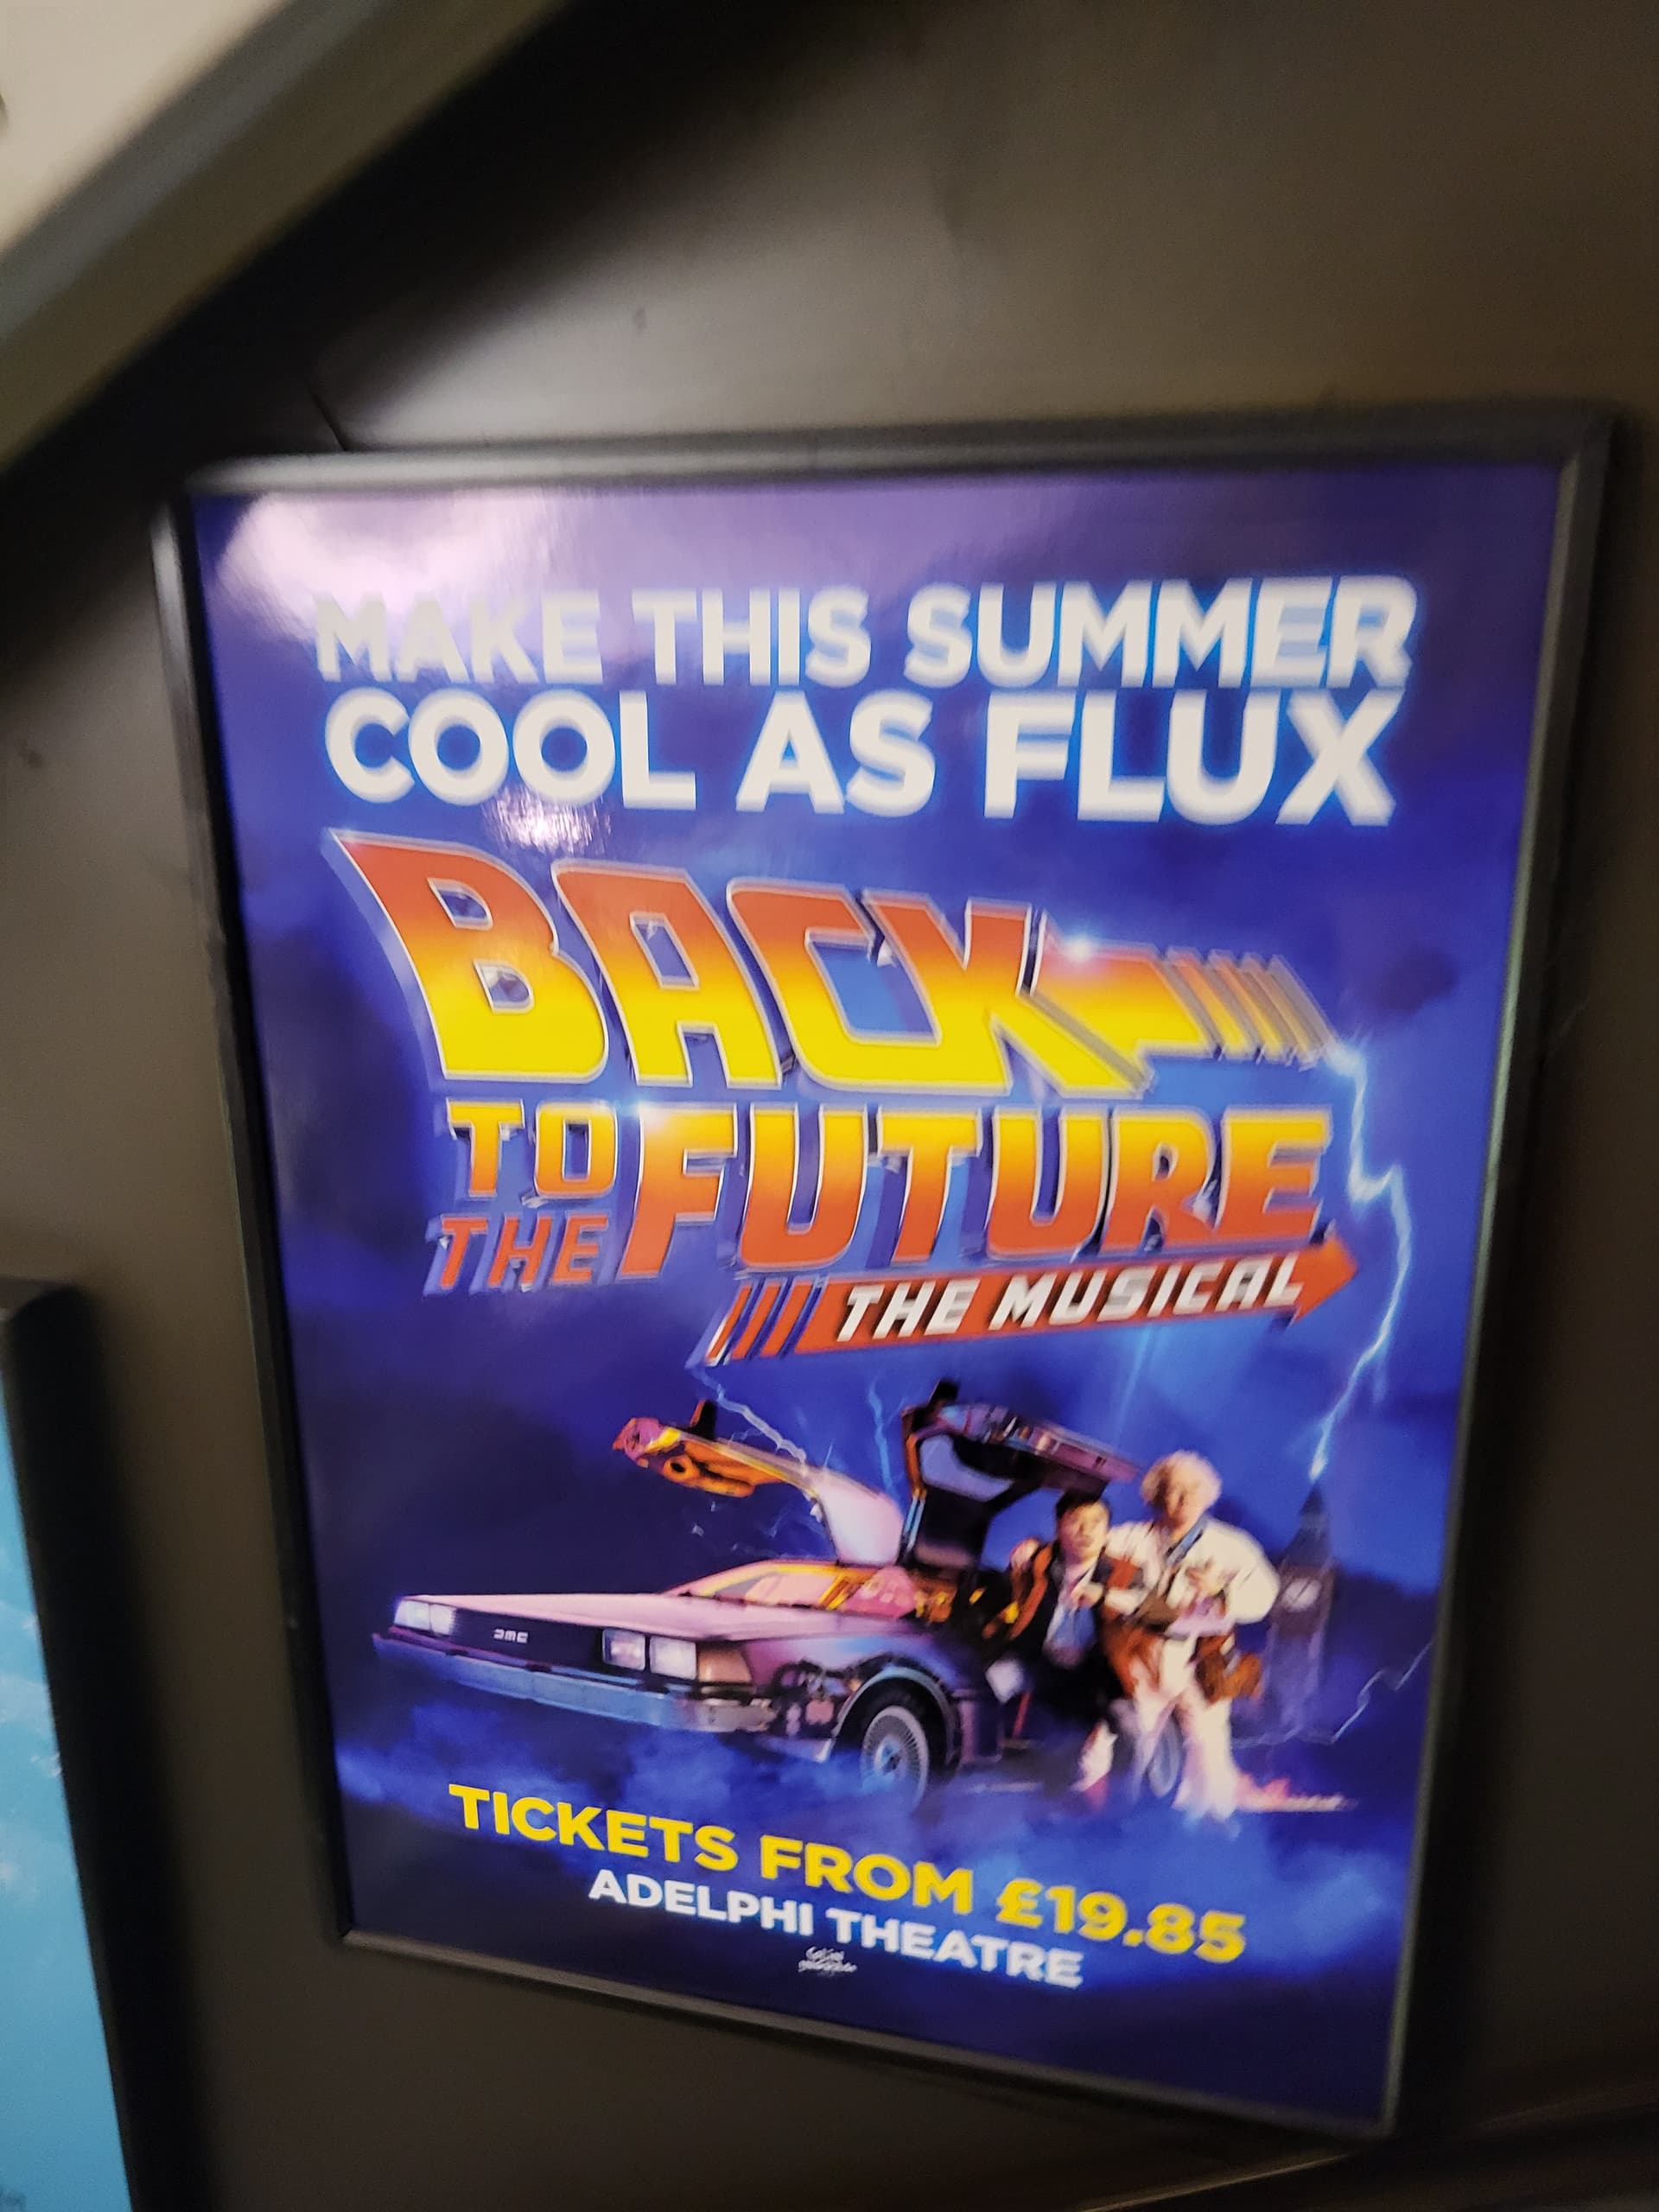 MAKE THIS SUMMER
COOL AS FLUX
BACK
TO THE FUTURE
THE MUSICAL
DMC
TICKETS FROM £19.85
ADELPHI THEATRE